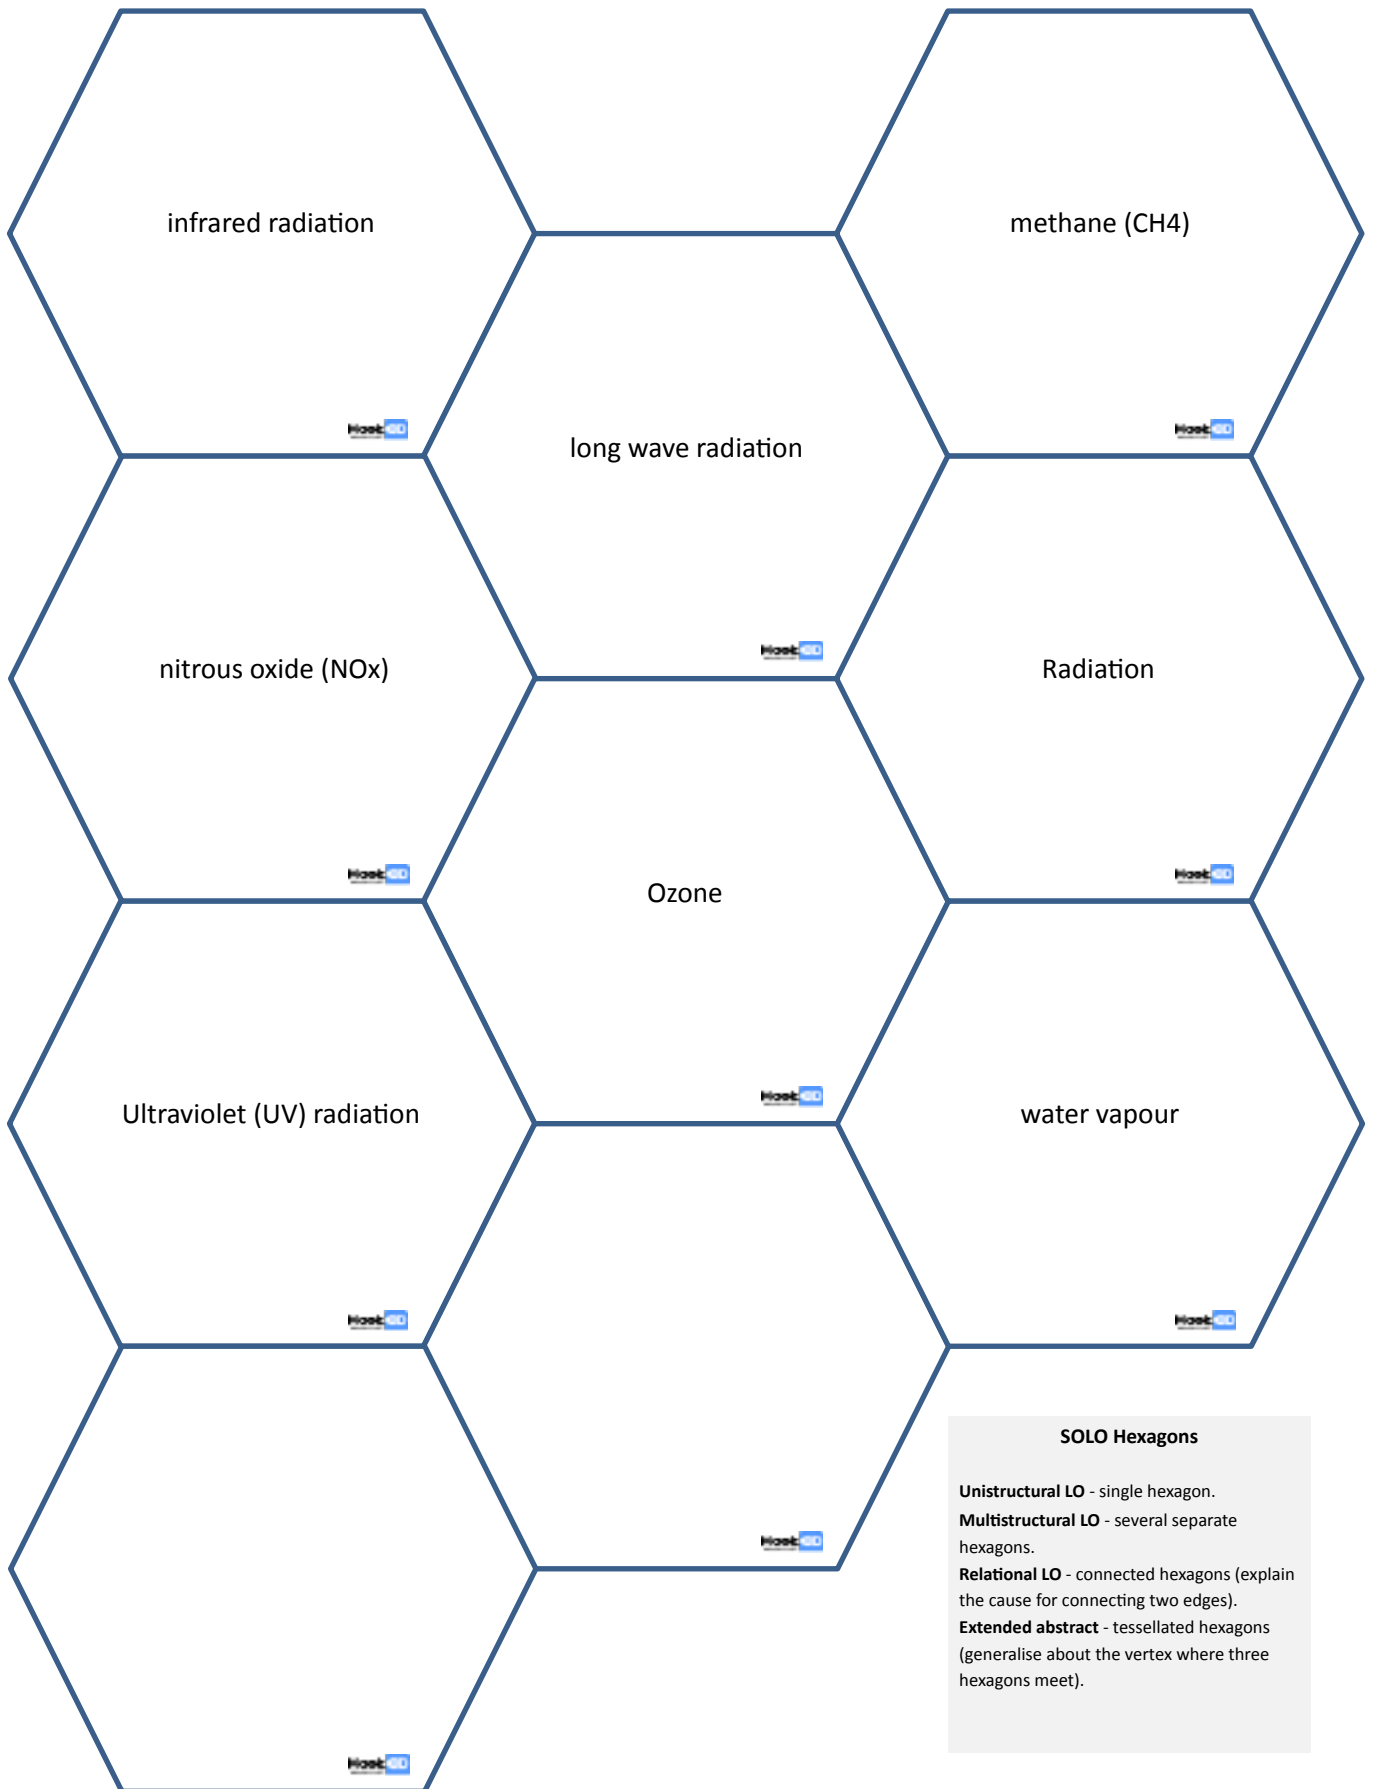 infrared radiation
methane (CH4)
long wave radiation
nitrous oxide (NOx)
Radiation
Ozone
Ultraviolet (UV) radiation
water vapour
SOLO Hexagons
Unistructural LO - single hexagon.
Multistructural LO - several separate
hexagons.
Relational LO - connected hexagons (explain
the cause for connecting two edges).
Extended abstract - tessellated hexagons
(generalise about the vertex where three
hexagons meet).